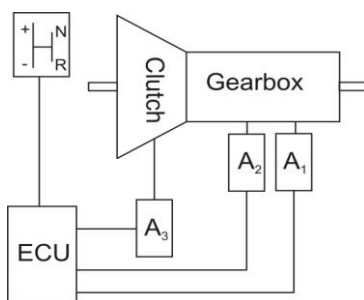 + N
- R
Clutch
Gearbox
A₂
A₁
A₃
ECU